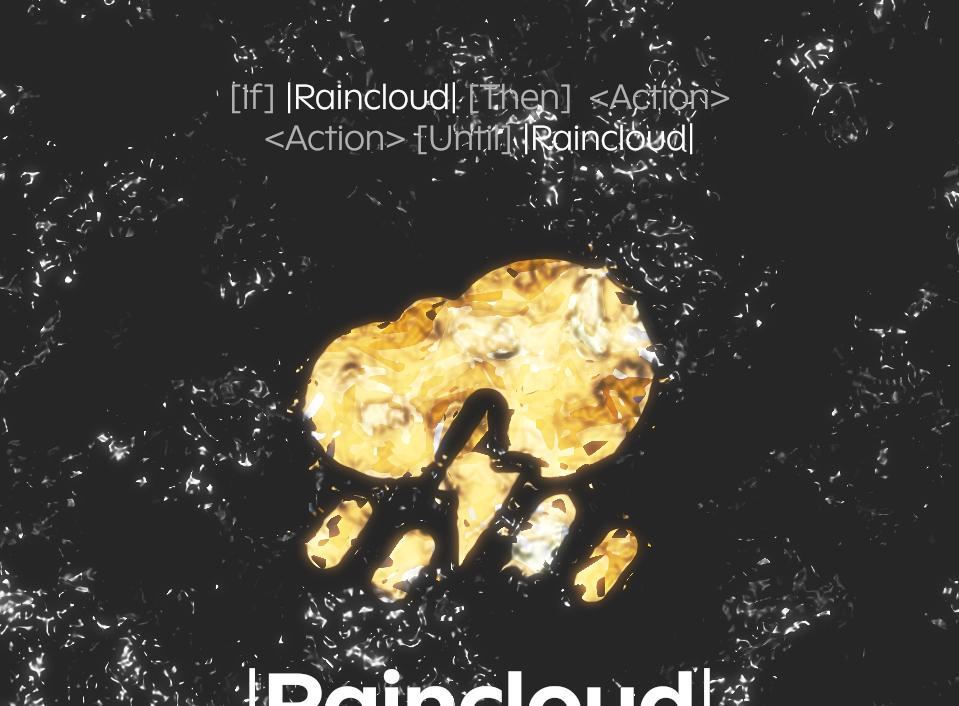 [If] |Raincloud| [Then] <Action>
<Action> [Until] |Raincloud|
|Raincloud|